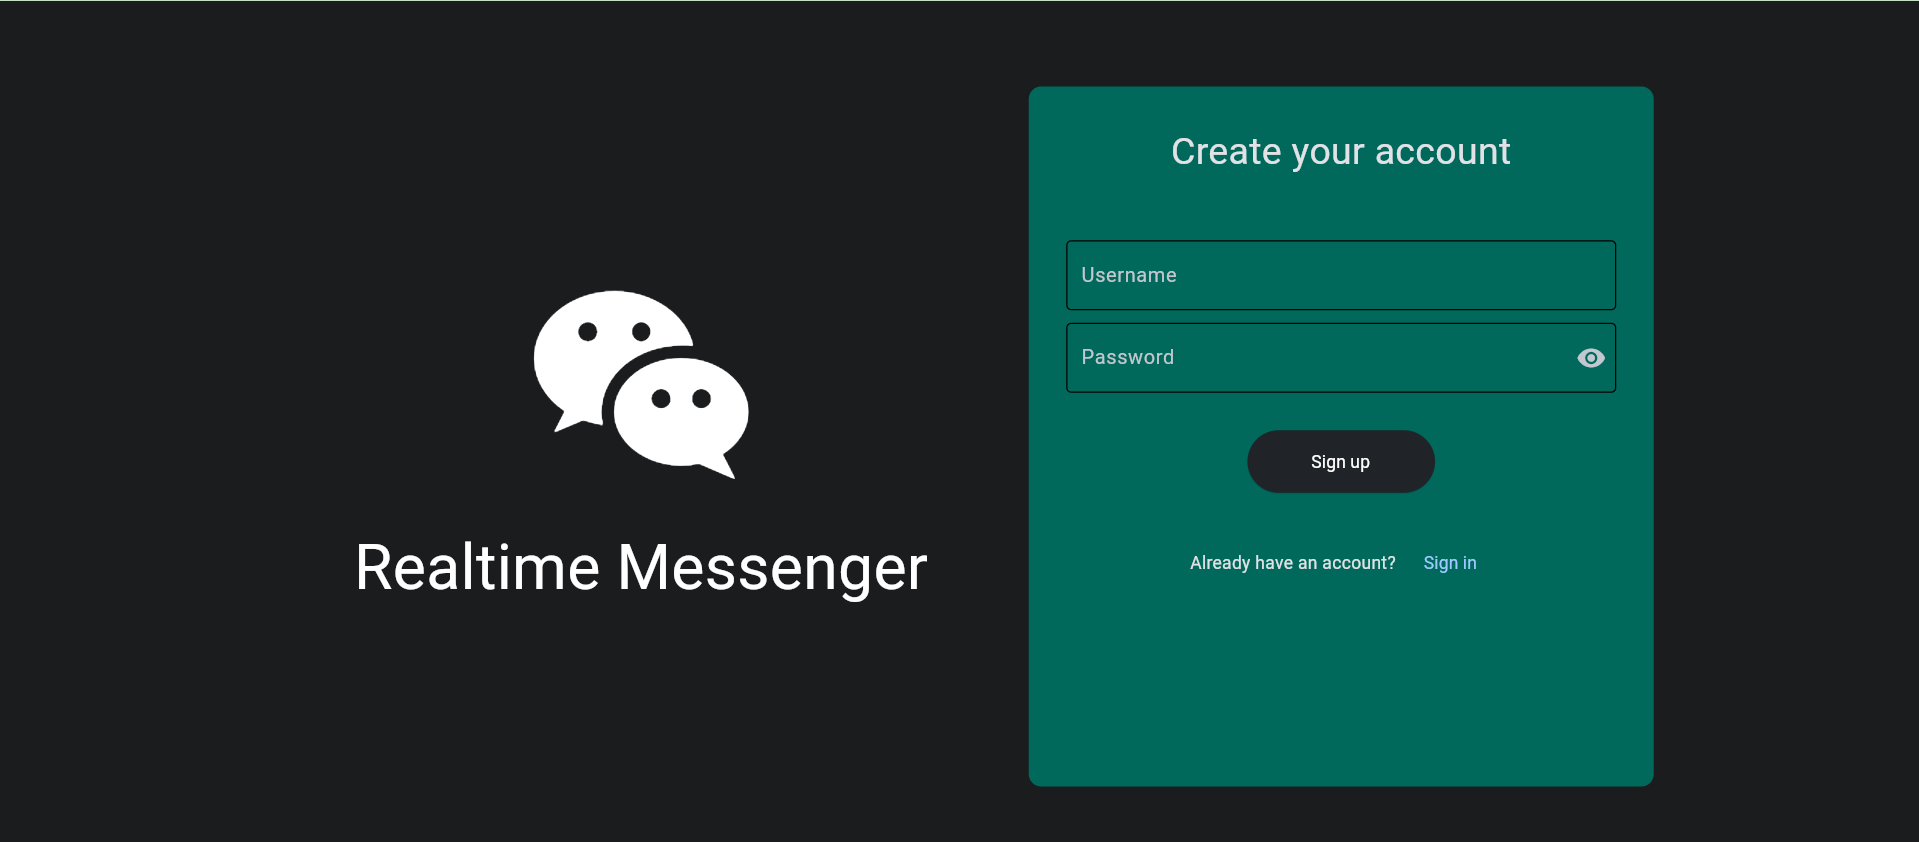 Realtime Messenger
Create your account
Username
Password
Sign up
Already have an account? Sign in